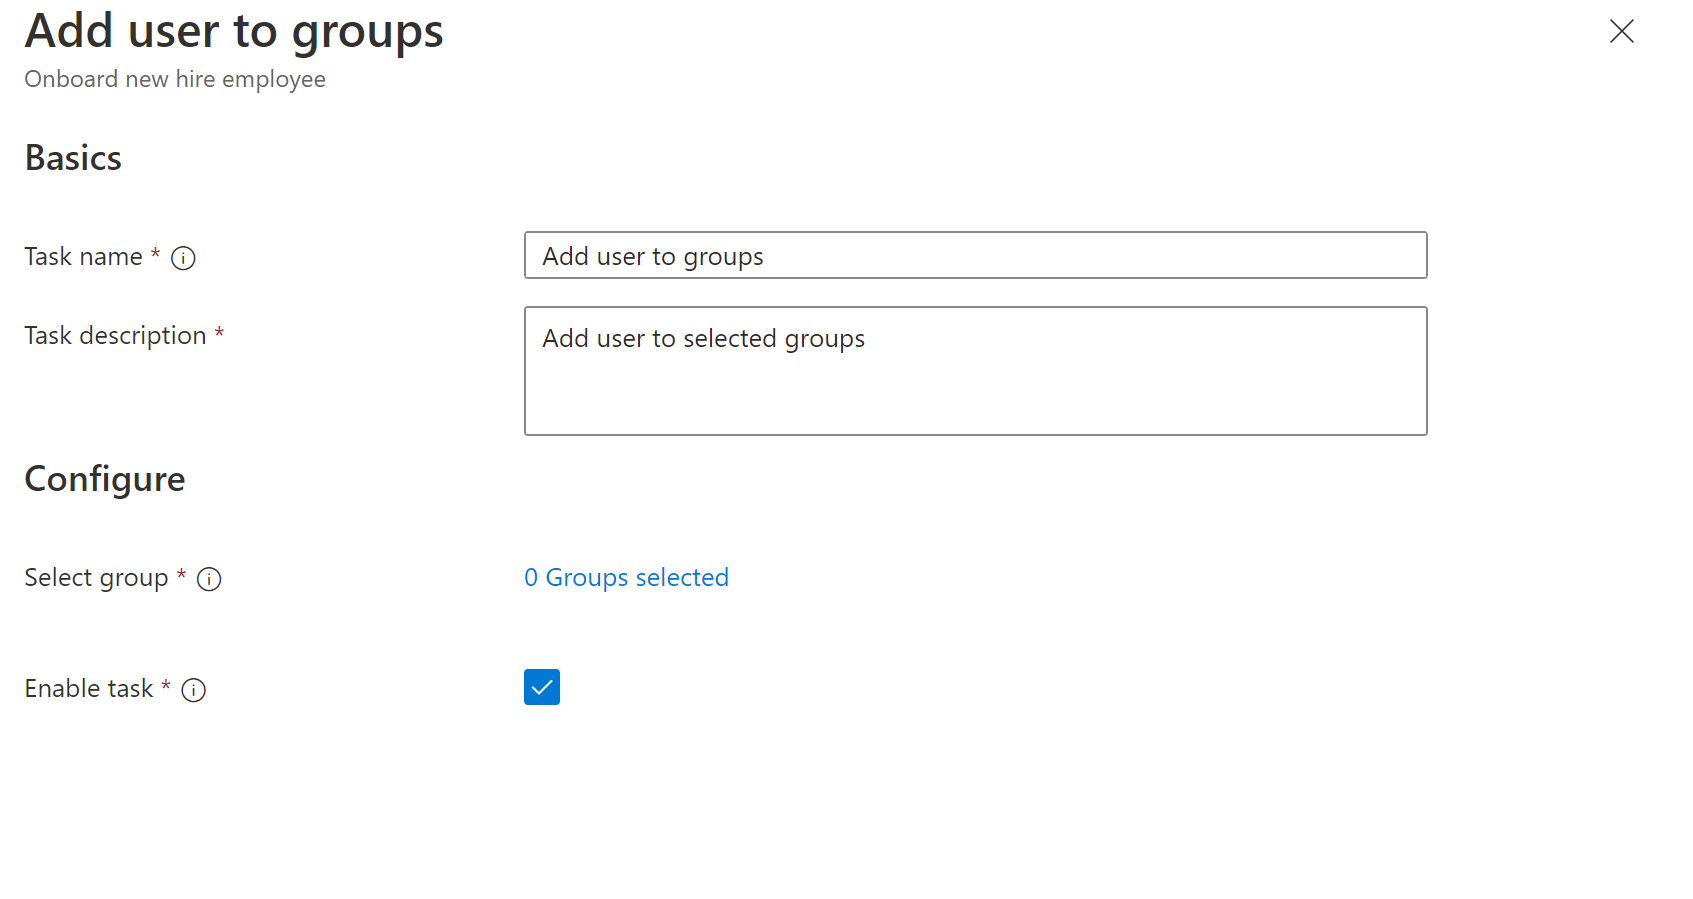 Add user to groups
Onboard new hire employee
Basics
Task name *
Add user to groups
Task description *
Add user to selected groups
Configure
Select group *
0 Groups selected
Enable task *